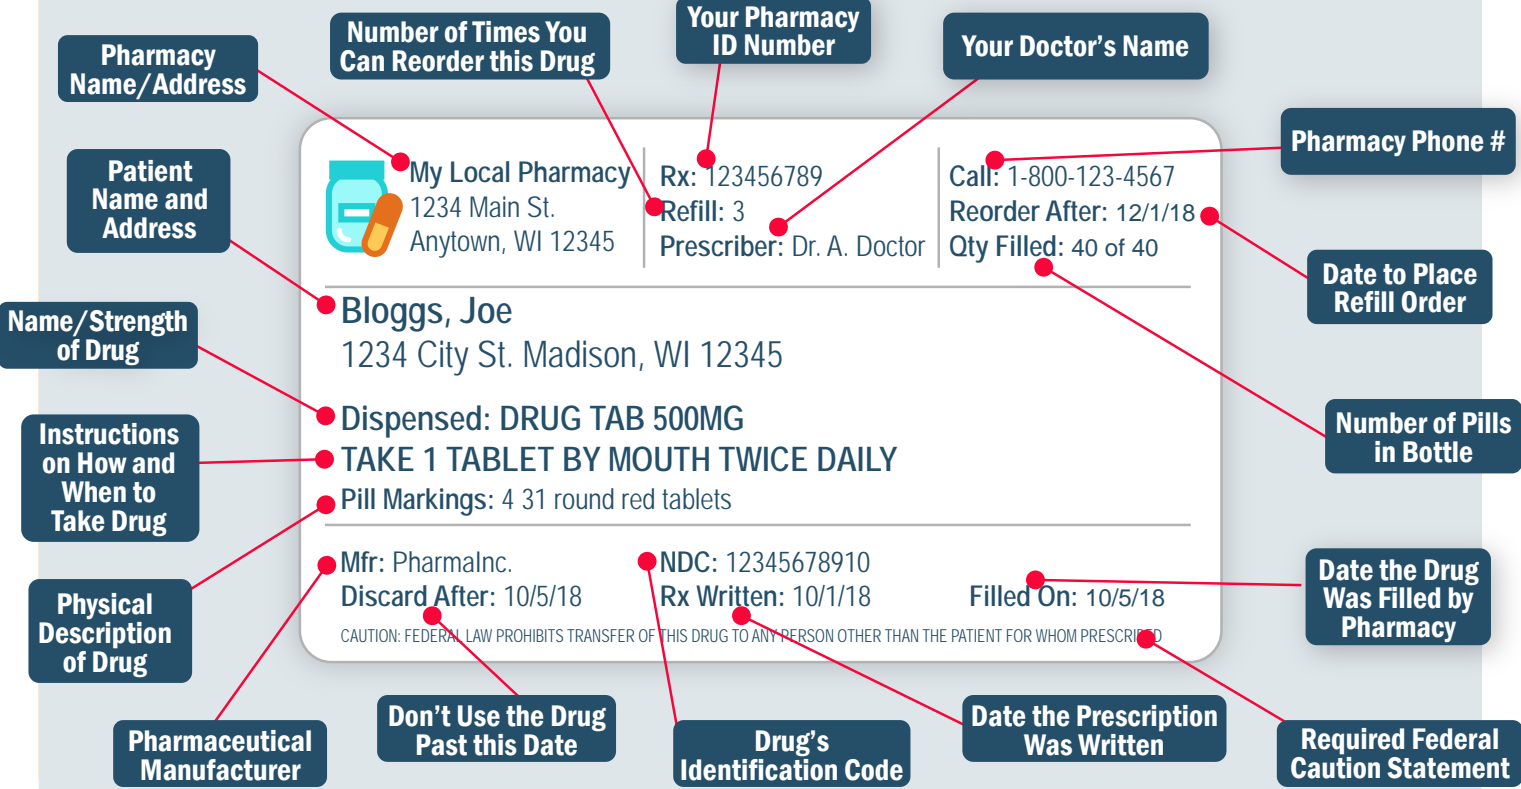 Pharmacy
Name/Address
Number of Times You
Can Reorder this Drug
Your Pharmacy
ID Number
Your Doctor's Name
Pharmacy Phone #
Patient
Name and
Address
My Local Pharmacy
1234 Main St.
Anytown, WI 12345
Rx: 123456789
Refill: 3
Prescriber: Dr. A. Doctor
Call: 1-800-123-4567
Reorder After: 12/1/18
Qty Filled: 40 of 40
Date to Place
Refill Order
Name/Strength
of Drug
Bloggs, Joe
1234 City St. Madison, WI 12345
Dispensed: DRUG TAB 500MG
TAKE 1 TABLET BY MOUTH TWICE DAILY
Pill Markings: 4 31 round red tablets
Number of Pills
in Bottle
Instructions
on How and
When to
Take Drug
Mfr: PharmaInc.
Discard After: 10/5/18
NDC: 12345678910
Rx Written: 10/1/18
Filled On: 10/5/18
CAUTION: FEDERAL LAW PROHIBITS TRANSFER OF THIS DRUG TO ANY PERSON OTHER THAN THE PATIENT FOR WHOM PRESCRIBED
Date the Drug
Was Filled by
Pharmacy
Physical
Description
of Drug
Pharmaceutical
Manufacturer
Don't Use the Drug
Past this Date
Drug's
Identification Code
Date the Prescription
Was Written
Required Federal
Caution Statement